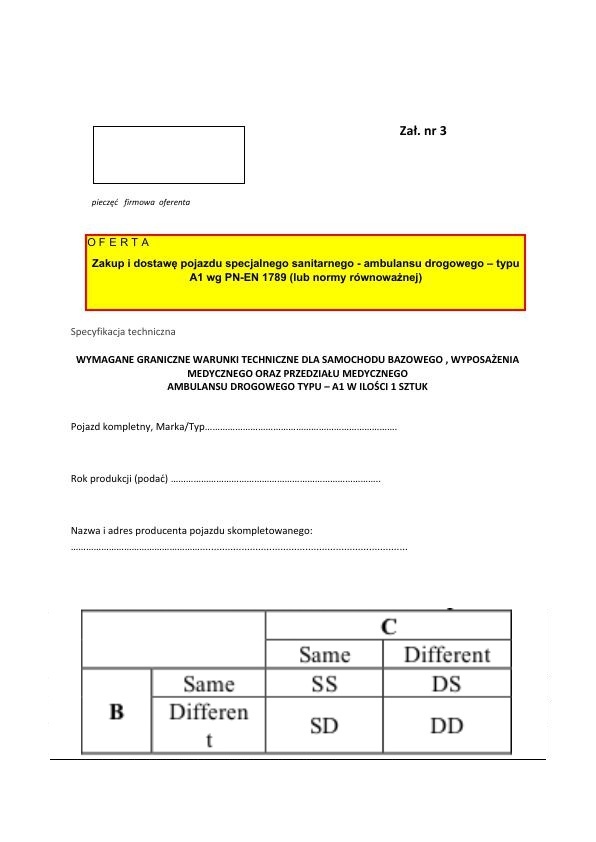 Zał. nr 3
pieczęć firmowa oferenta
O F E R T A
Zakup i dostawę pojazdu specjalnego sanitarnego - ambulansu drogowego – typu
A1 wg PN-EN 1789 (lub normy równoważnej)
Specyfikacja techniczna
WYMAGANE GRANICZNE WARUNKI TECHNICZNE DLA SAMOCHODU BAZOWEGO , WYPOSAŻENIA
MEDYCZNEGO ORAZ PRZEDZIAŁU MEDYCZNEGO
AMBULANSU DROGOWEGO TYPU – A1 W ILOŚCI 1 SZTUK
Pojazd kompletny, Marka/Typ………………………………………………………………….
Rok produkcji (podać) ………………………………………………………………………..
Nazwa i adres producenta pojazdu skompletowanego:
……………………………………………........................................................................
C
Same Different
Same SS DS
B Differen SD DD
t